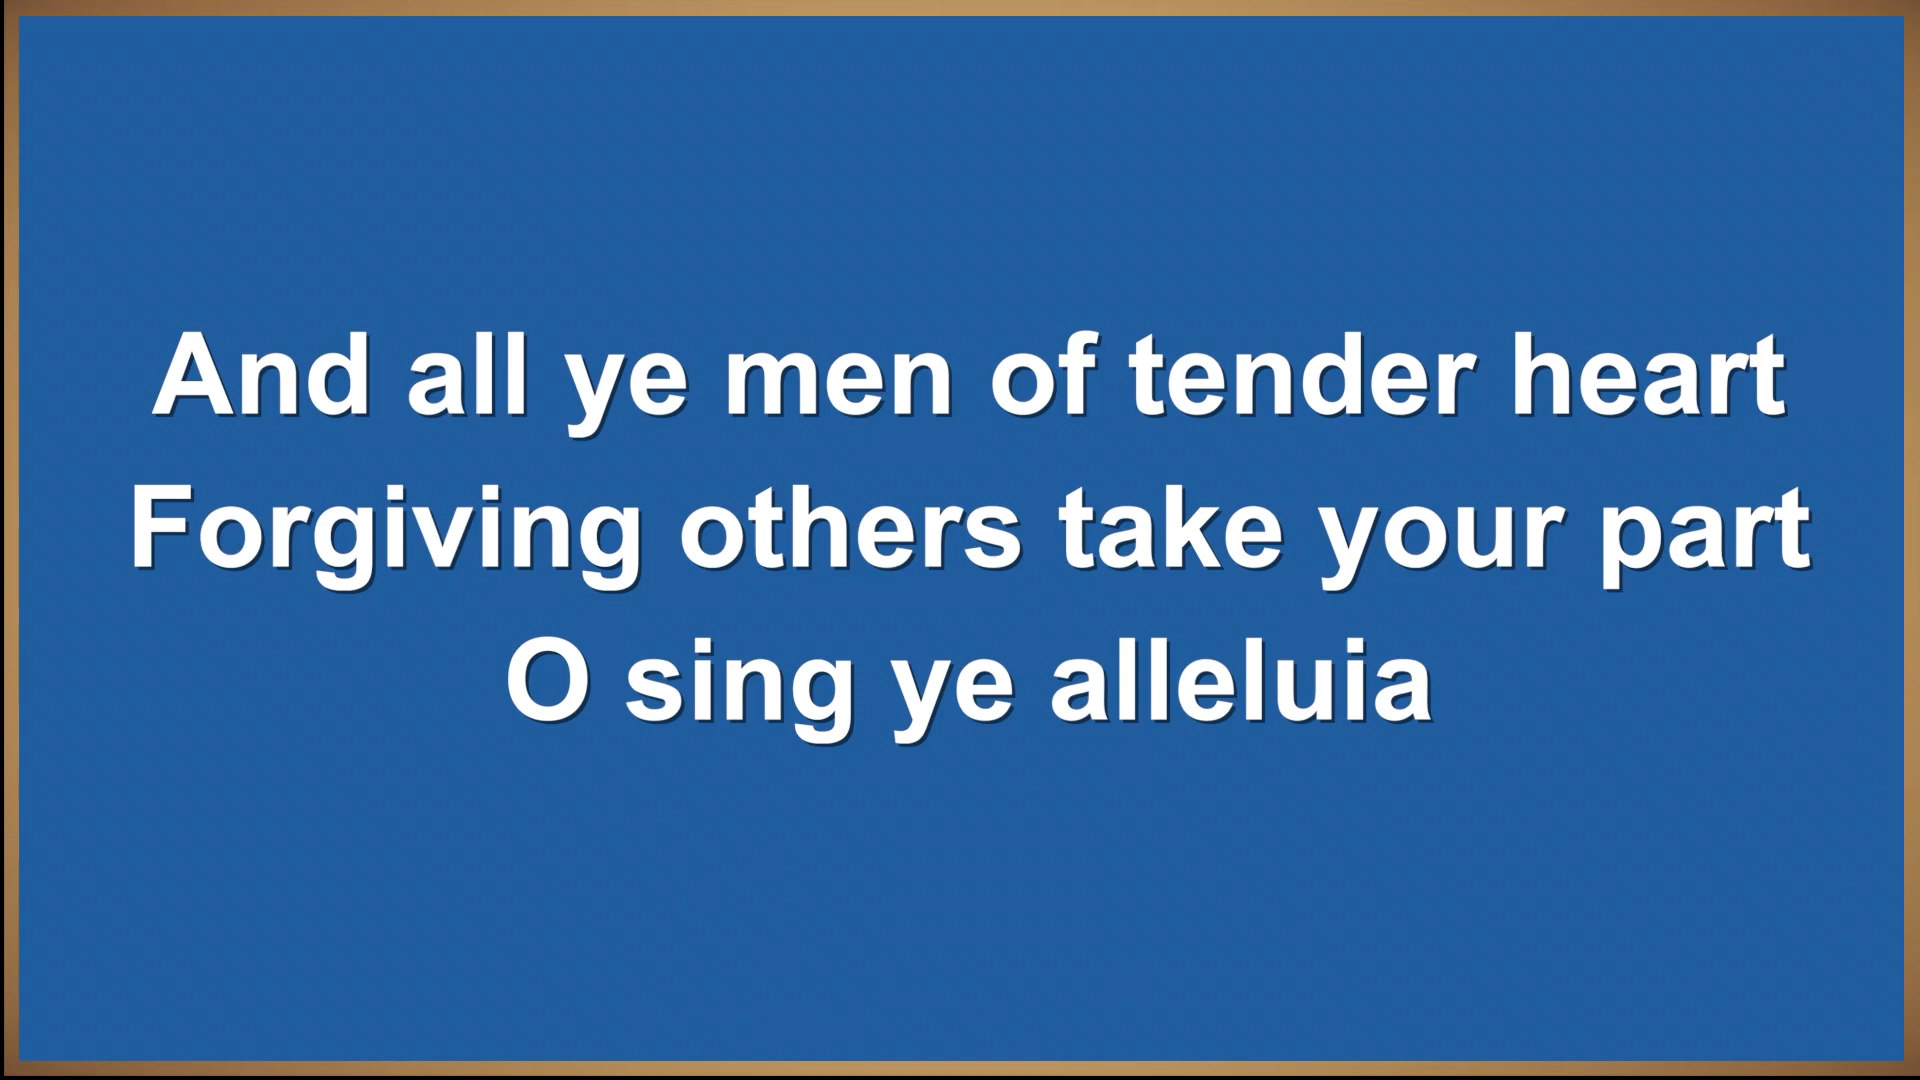 And all ye men of tender heart
Forgiving others take your part
O sing ye alleluia